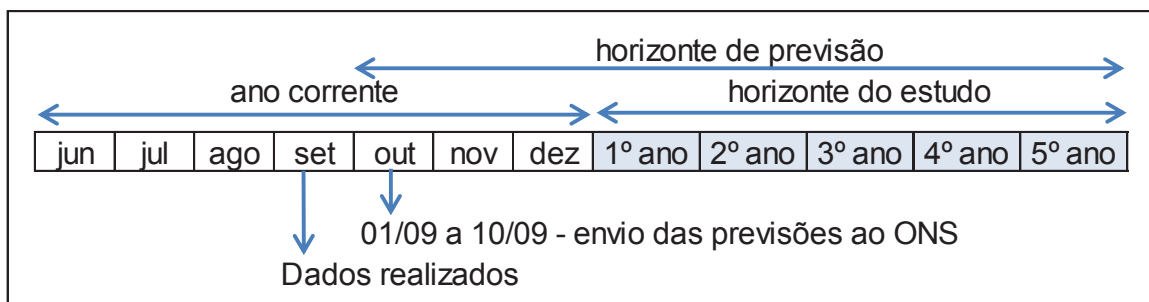 horizonte de previsão
ano corrente horizonte do estudo
jun jul ago set out nov dez 1º ano 2º ano 3º ano 4º ano 5º ano
01/09 a 10/09 - envio das previsões ao ONS
Dados realizados